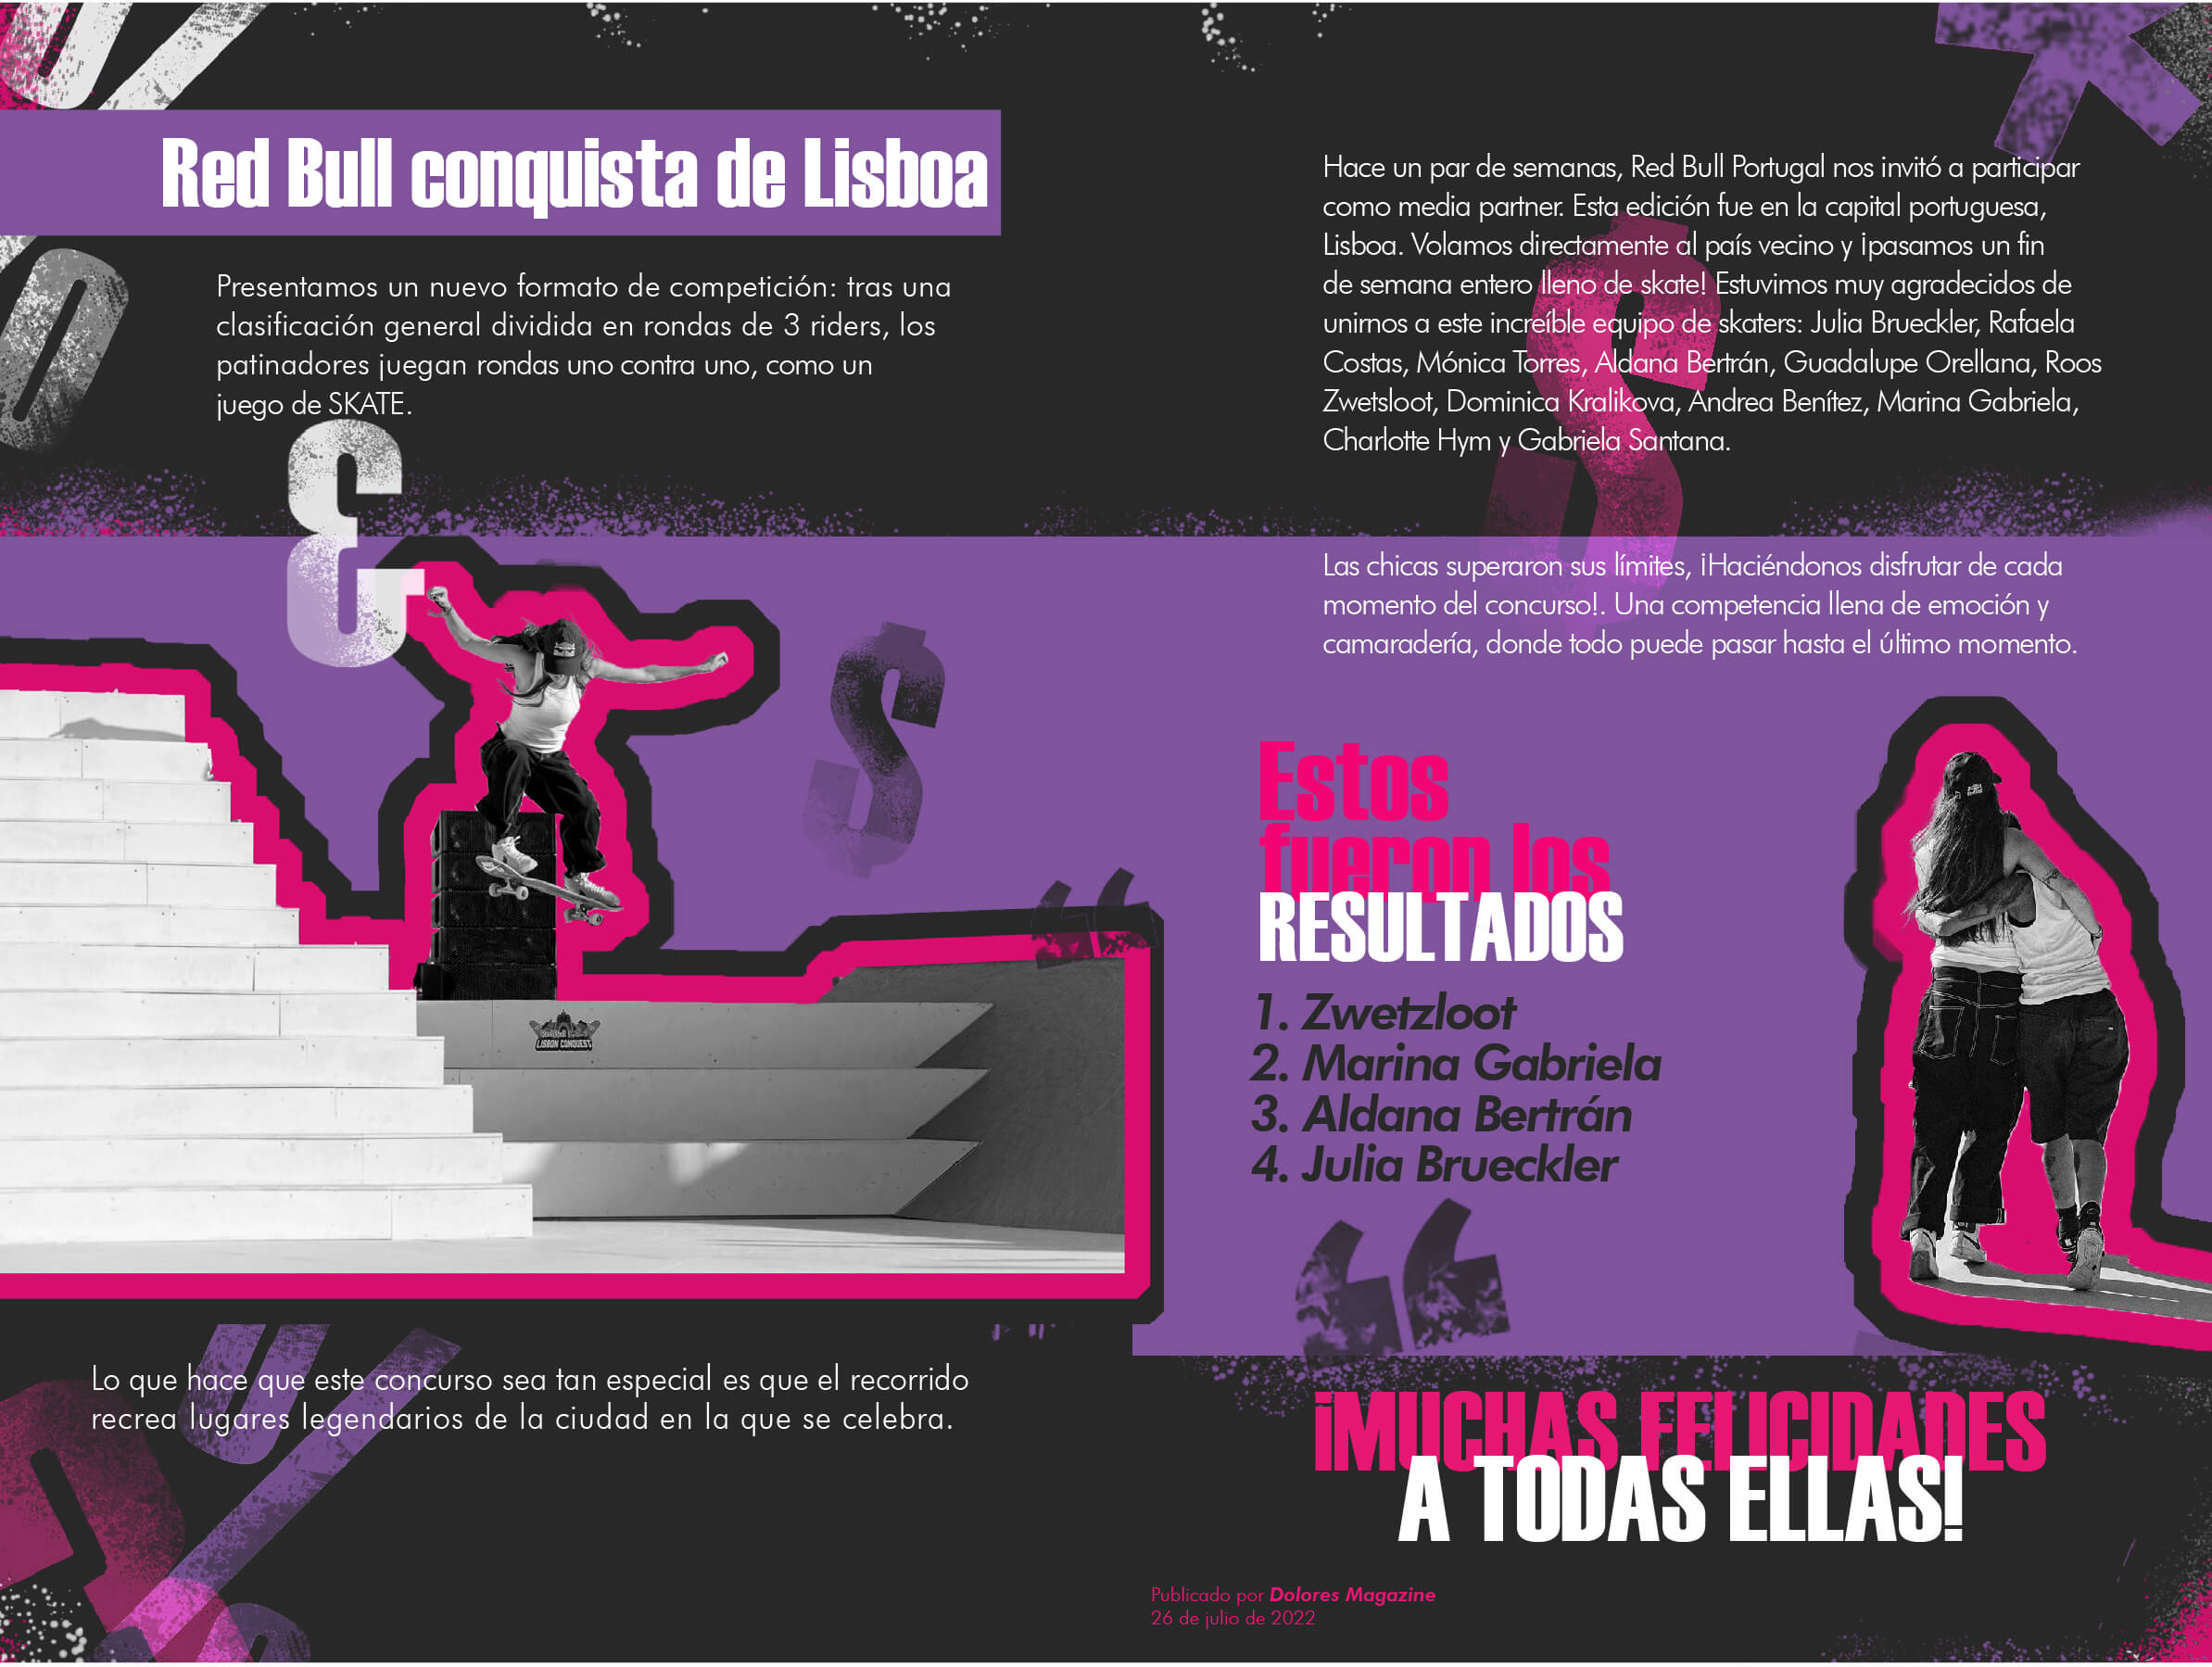 Red Bull conquista de Lisboa
Presentamos un nuevo formato de competición: tras una
clasificación general dividida en rondas de 3 riders, los
patinadores juegan rondas uno contra uno, como un
juego de SKATE.
LISBON CONQUEST
Lo que hace que este concurso sea tan especial es que el recorrido
recrea lugares legendarios de la ciudad en la que se celebra.
Hace un par de semanas, Red Bull Portugal nos invitó a participar
como media partner. Esta edición fue en la capital portuguesa,
Lisboa. Volamos directamente al país vecino y ¡pasamos un fin
de semana entero lleno de skate! Estuvimos muy agradecidos de
unirnos a este increíble equipo de skaters: Julia Brueckler, Rafaela
Costas, Mónica Torres, Aldana Bertrán, Guadalupe Orellana, Roos
Zwetsloot, Dominica Kralikova, Andrea Benítez, Marina Gabriela,
Charlotte Hym y Gabriela Santana.
Las chicas superaron sus límites, ¡Haciéndonos disfrutar de cada
momento del concurso!. Una competencia llena de emoción y
camaradería, donde todo puede pasar hasta el último momento.
Estos
fueron los
RESULTADOS
1. Zwetzloot
2. Marina Gabriela
3. Aldana Bertrán
4. Julia Brueckler
¡MUCHAS FELICIDADES
A TODAS ELLAS!
Publicado por Dolores Magazine
26 de julio de 2022